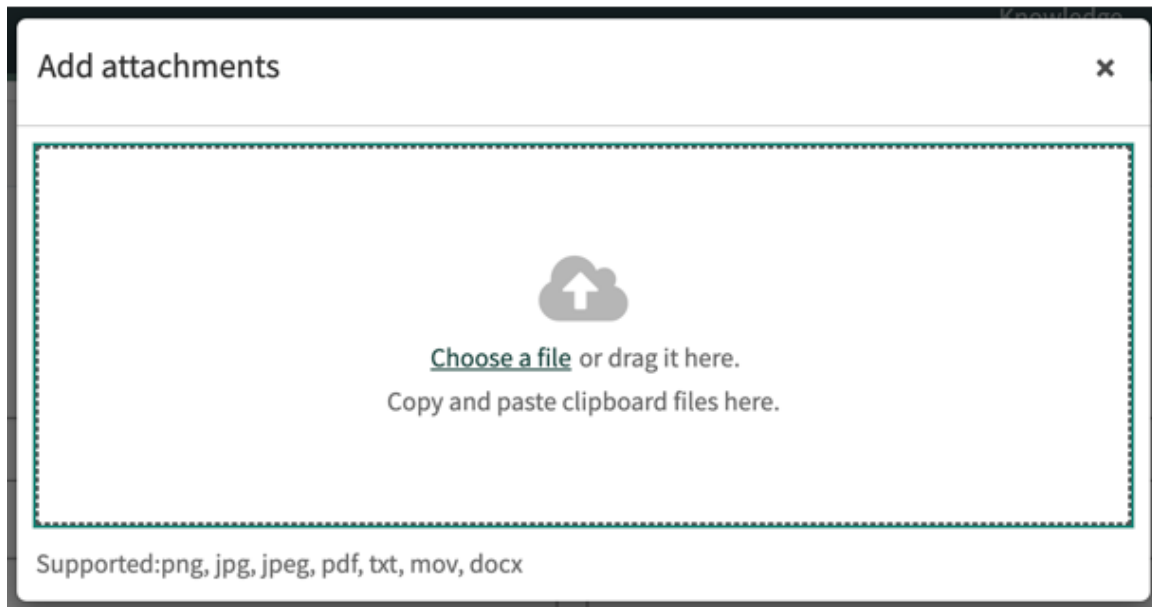 Knowledge
Add attachments
Choose a file or drag it here.
Copy and paste clipboard files here.
Supported:png, jpg, jpeg, pdf, txt, mov, docx